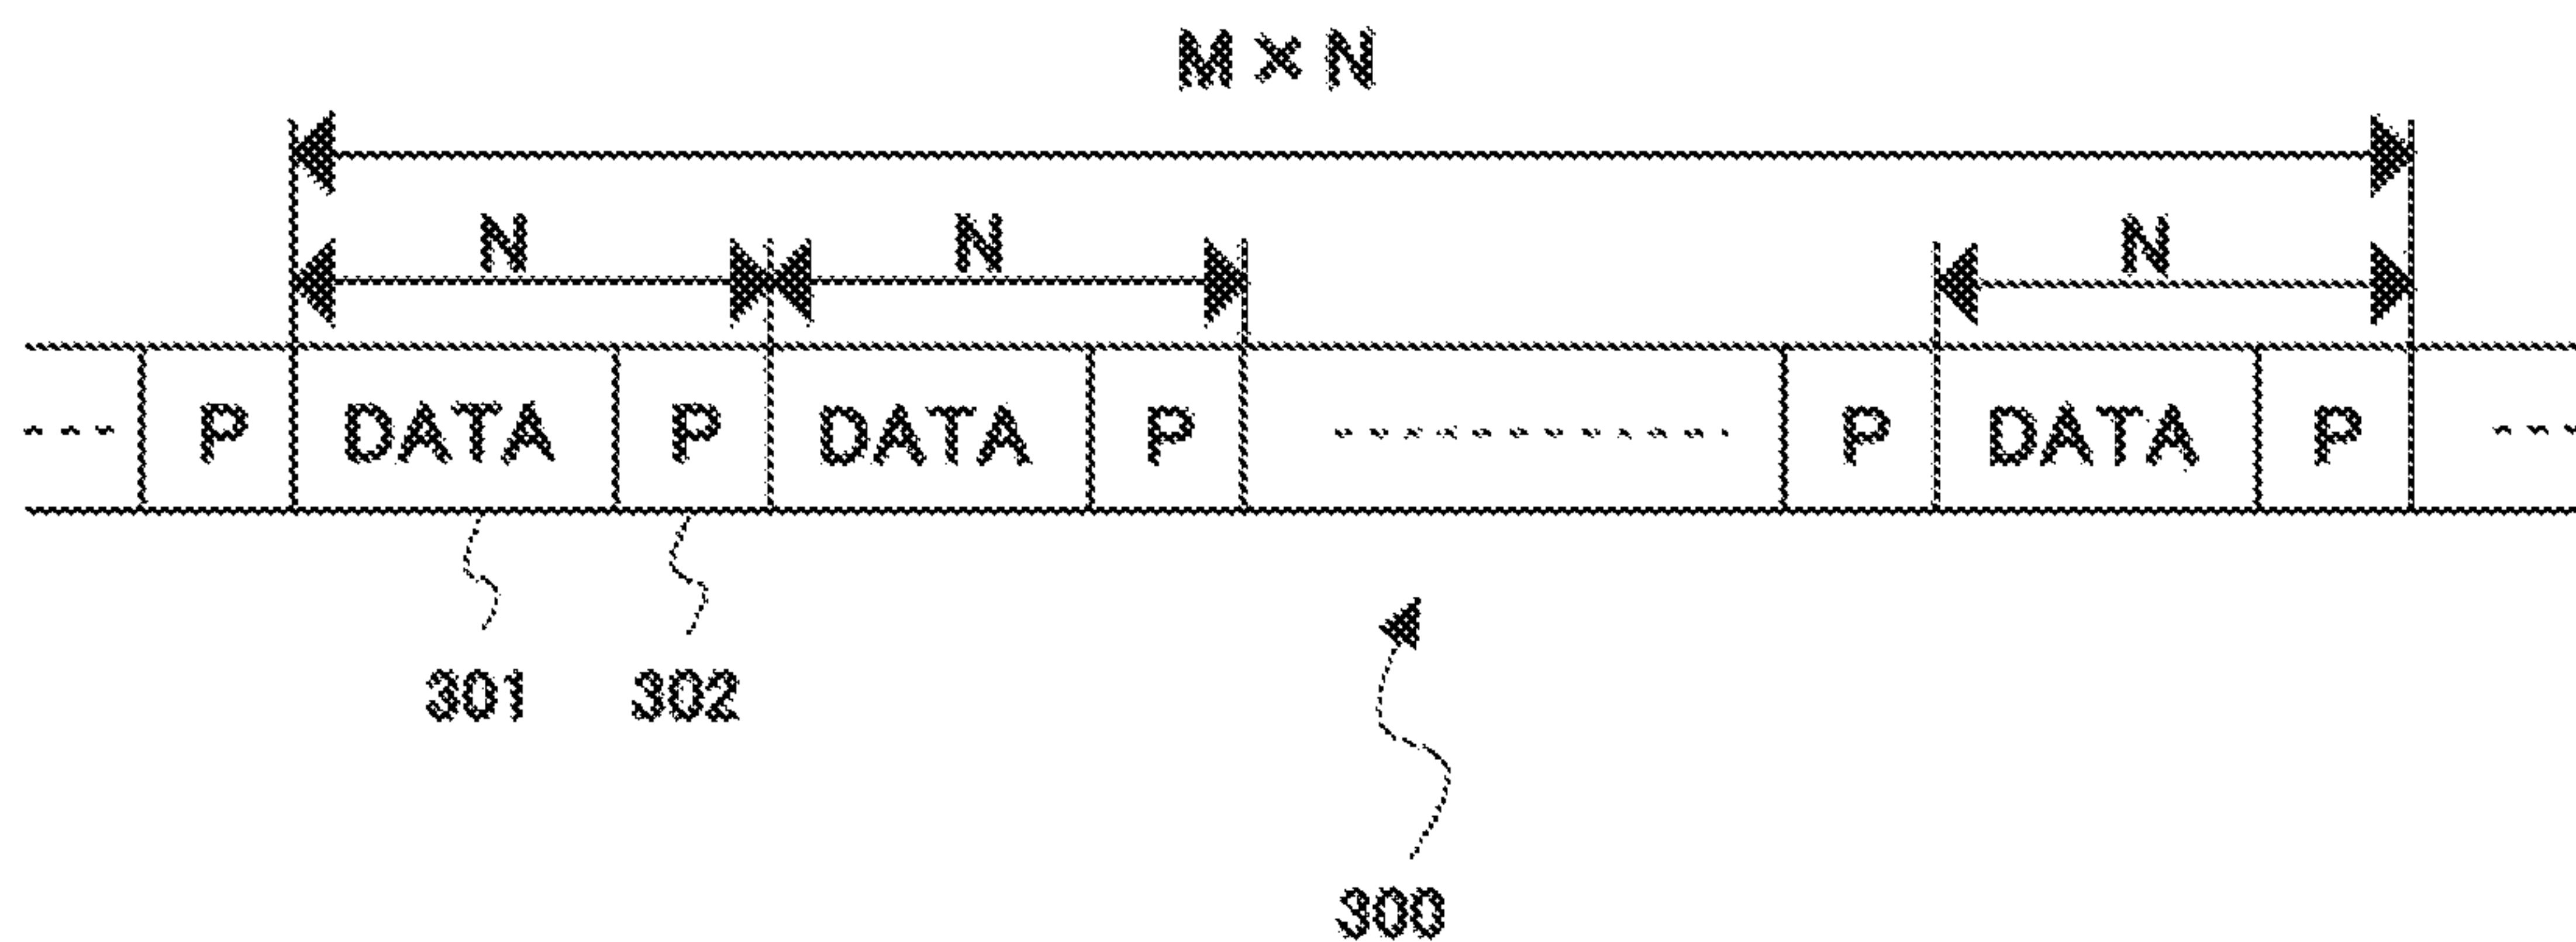 M × N
N N N
--- P DATA P DATA P ----------- P DATA P ---
301 302
300